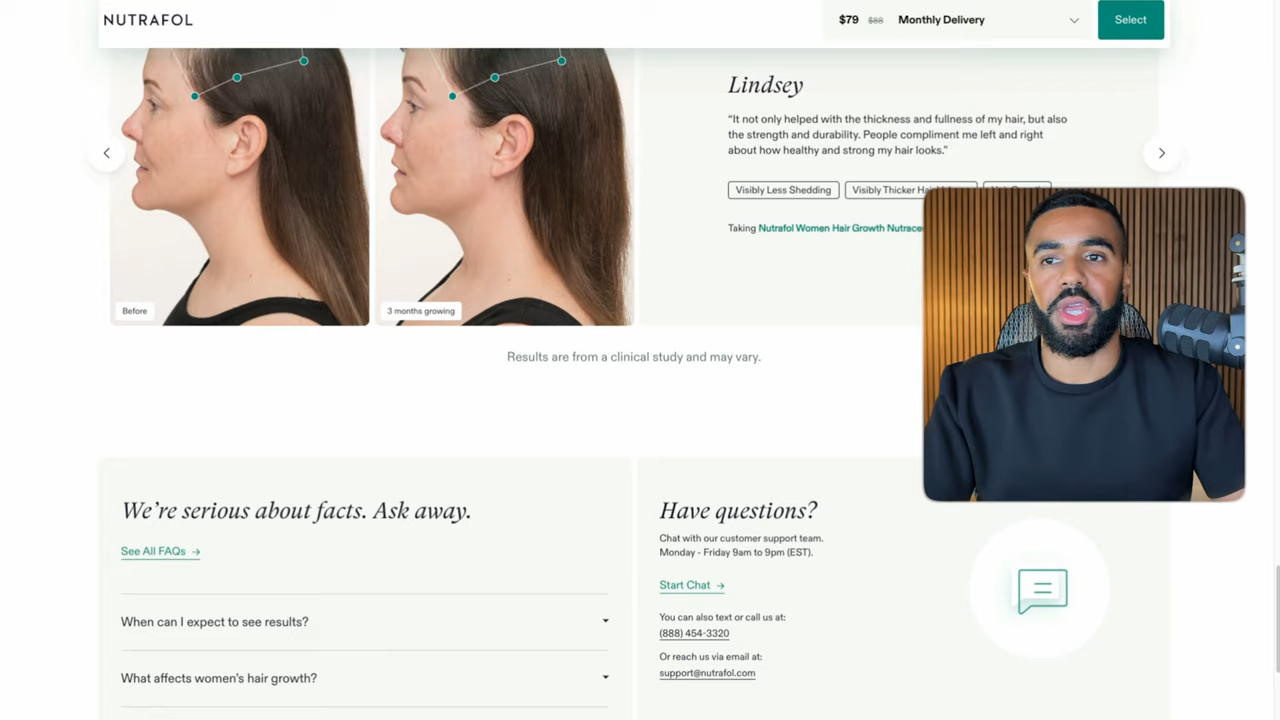 NUTRAFOL
$79 $88 Monthly Delivery
Select
Lindsey
“It not only helped with the thickness and fullness of my hair, but also
the strength and durability. People compliment me left and right
about how healthy and strong my hair looks.”
Visibly Less Shedding
Visibly Thicker
Taking Nutrafol Women Hair Growth
Before
3 months growing
Results are from a clinical study and may vary.
We’re serious about facts. Ask away.
See All FAQs →
When can I expect to see results?
What affects women’s hair growth?
Have questions?
Chat with our customer support team.
Monday - Friday 9am to 9pm (EST).
Start Chat →
You can also text or call us at:
(888) 454-3320
Or reach us via email at:
support@nutrafol.com